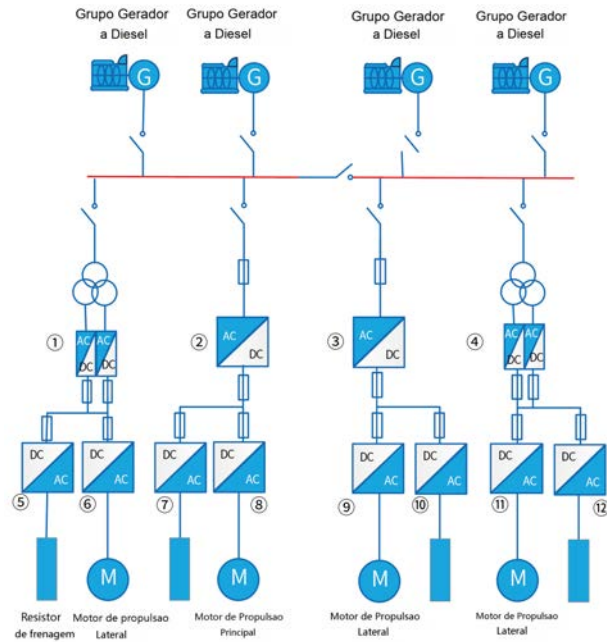 Grupo Gerador
a Diesel
Grupo Gerador
a Diesel
Grupo Gerador
a Diesel
Grupo Gerador
a Diesel
G
G
G
G
①
AC
DC
AC
DC
②
AC
DC
③
AC
DC
④
AC
DC
AC
DC
DC
AC
DC
AC
DC
AC
DC
AC
DC
AC
DC
AC
DC
AC
DC
AC
⑤
⑥
⑦
⑧
⑨
⑩
⑪
⑫
M
M
M
M
Resistor
de frenagem
Motor de propulsao
Lateral
Motor de Propulsao
Principal
Motor de Propulsao
Lateral
Motor de Propulsao
Lateral